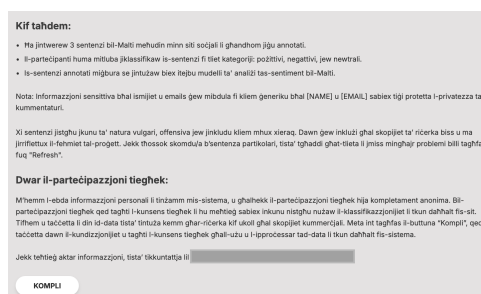 Kif taħdem:
• Ħa jintwerew 3 sentenzi bil-Malti meħudin minn siti soċjali li għandhom jiġu annotati.
• Il-parteċipanti huma mitluba jiklassifikaw is-sentenzi fi tliet kategoriji: pożittivi, negattivi, jew newtrali.
• Is-sentenzi annotati miġbura se jintużaw biex itejbu mudelli ta' analiżi tas-sentiment bil-Malti.
Nota: Informazzjoni sensittiva bħal ismijiet u emails ġew mibdula fi kliem ġeneriku bħal [NAME] u [EMAIL] sabiex tiġi protetta l-privatezza ta
kummentaturi.
Xi sentenzi jistgħu jkunu ta' natura vulgari, offensiva jew jinkludu kliem mhux xieraq. Dawn ġew inklużi għal skopijiet ta' riċerka biss u ma
jirriflettux il-fehmiet tal-proġett. Jekk tħossok skomdu/a b'sentenza partikolari, tista' tgħaddi għat-tlieta li jmiss mingħajr problemi billi tagħfa
fuq "Refresh".
Dwar il-parteċipazzjoni tiegħek:
M'hemm l-ebda informazzjoni personali li tinżamm mis-sistema, u għalhekk il-parteċipazzjoni tiegħek hija kompletament anonima. Bil-
parteċipazzjoni tiegħek qed tagħti l-kunsens tiegħek li hu meħtieġ sabiex inkunu nistgħu nużaw il-klassifikazzjonijiet li tkun daħħalt fis-sit.
Tifhem u taċċetta li din id-data tista' tintuża kemm għar-riċerka kif ukoll għal skopijiet kummerċjali. Meta int tagħfas il-buttuna "Kompli", qed
taċċetta dawn il-kundizzjonijiet u tagħti l-kunsens tiegħek għall-użu u l-ipproċessar tad-data li tkun daħħalt fis-sistema.
Jekk teħtieġ aktar informazzjoni, tista' tikkuntattja lil
KOMPLI